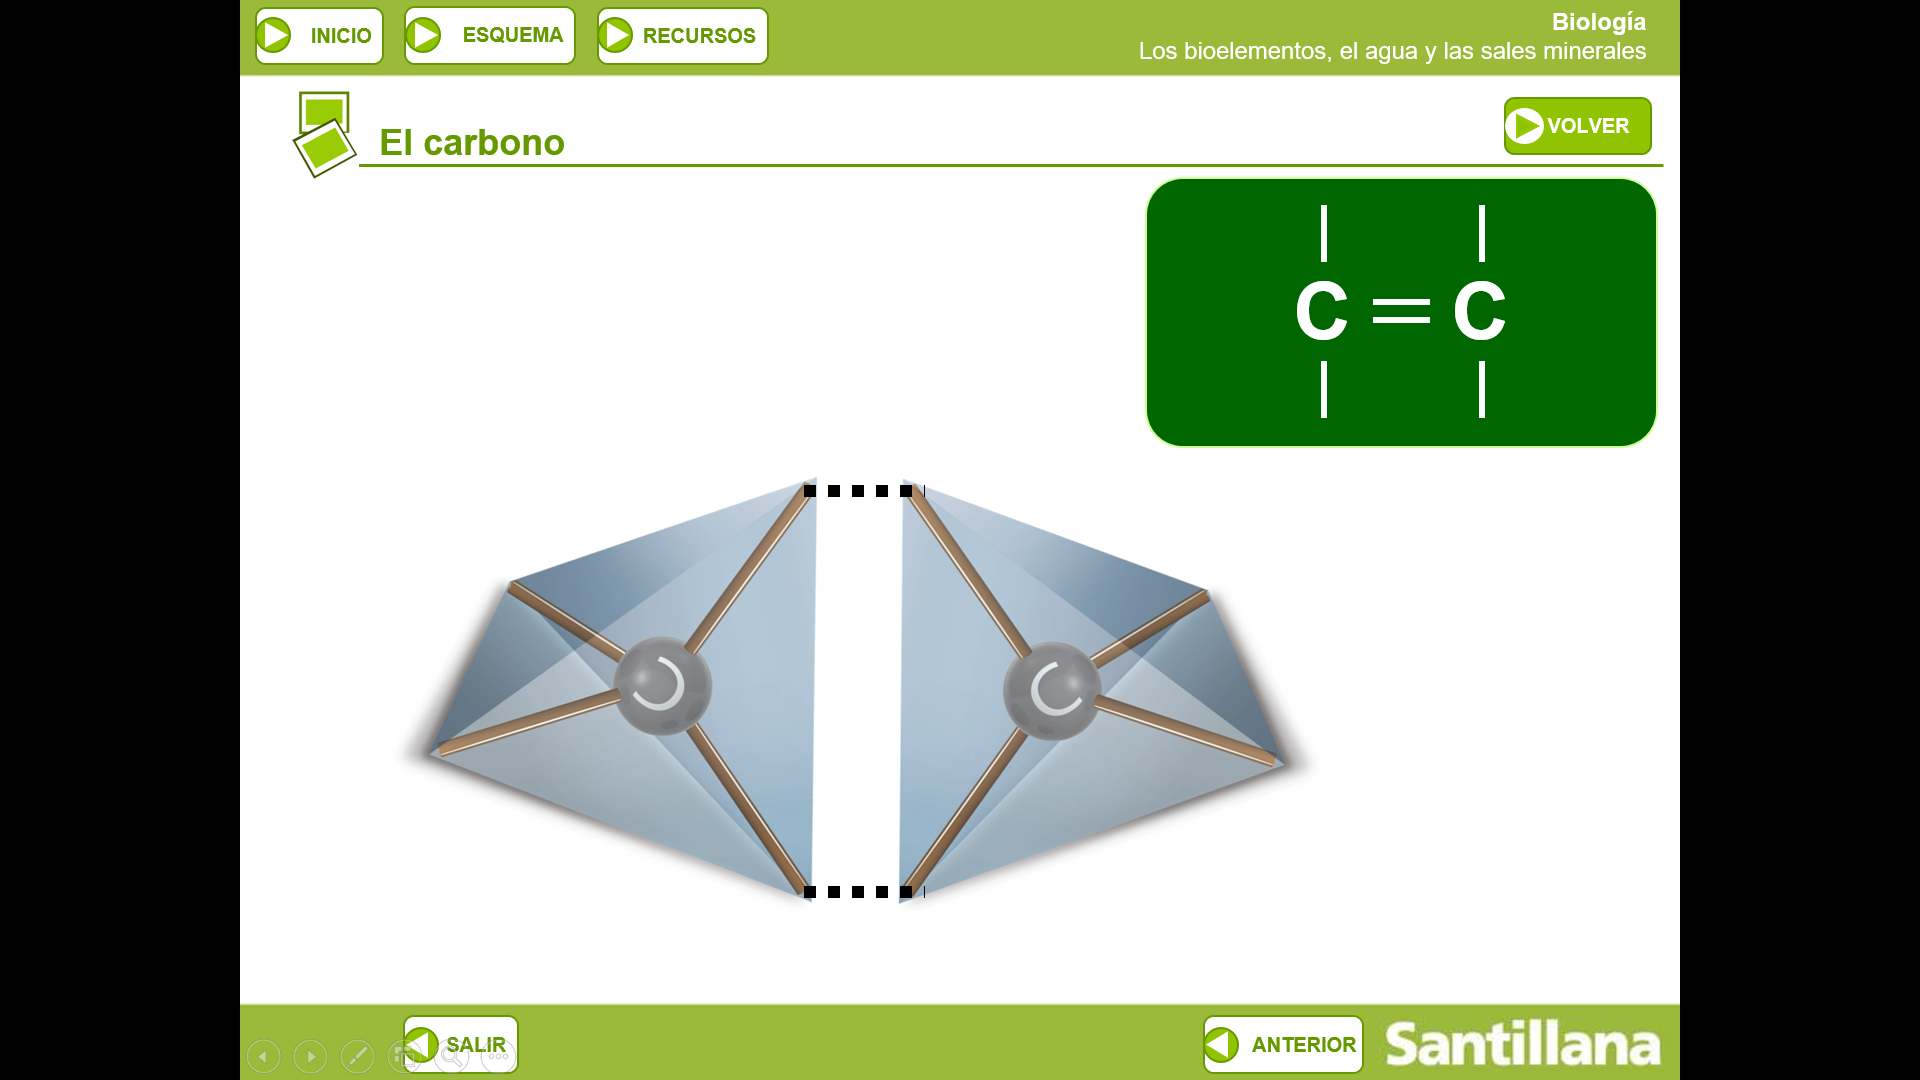 INICIO
ESQUEMA
RECURSOS
Biología
Los bioelementos, el agua y las sales minerales
El carbono
VOLVER
C = C
C
C
SALIR
ANTERIOR
Santillana